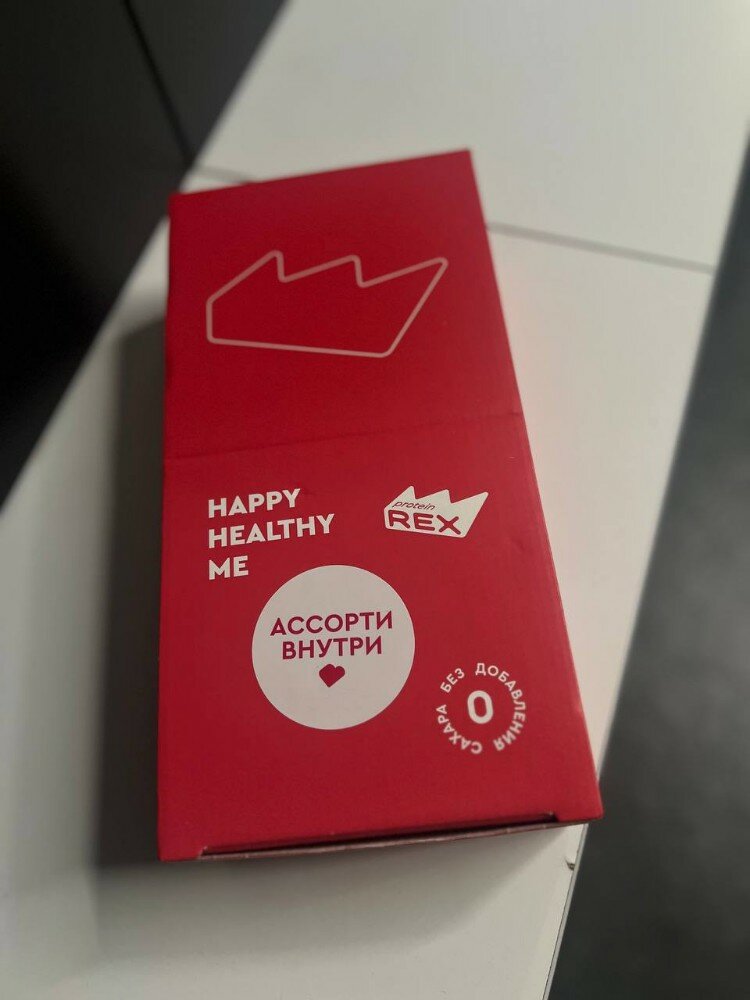 HAPPY
HEALTHY
ME
protein
REX
АССОРТИ
ВНУТРИ
БЕЗ ДОБАВЛЕНИЯ САХАРА
0